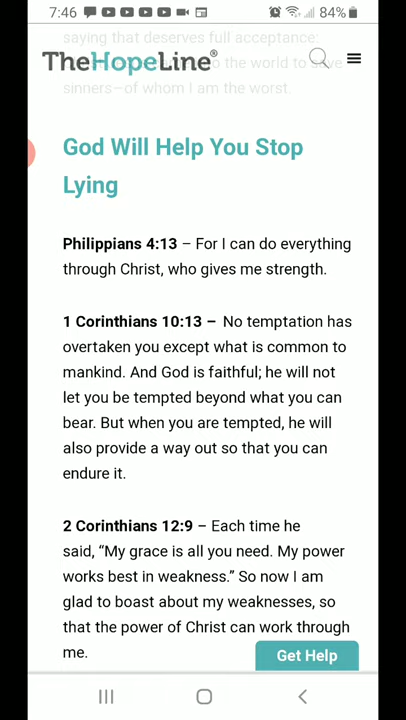 7:46 84%
saying that deserves full acceptance:
TheHopeLine®
o the world to save
sinners–of whom I am the worst.
God Will Help You Stop
Lying
Philippians 4:13 – For I can do everything
through Christ, who gives me strength.
1 Corinthians 10:13 – No temptation has
overtaken you except what is common to
mankind. And God is faithful; he will not
let you be tempted beyond what you can
bear. But when you are tempted, he will
also provide a way out so that you can
endure it.
2 Corinthians 12:9 – Each time he
said, “My grace is all you need. My power
works best in weakness.” So now I am
glad to boast about my weaknesses, so
that the power of Christ can work through
me.
Get Help